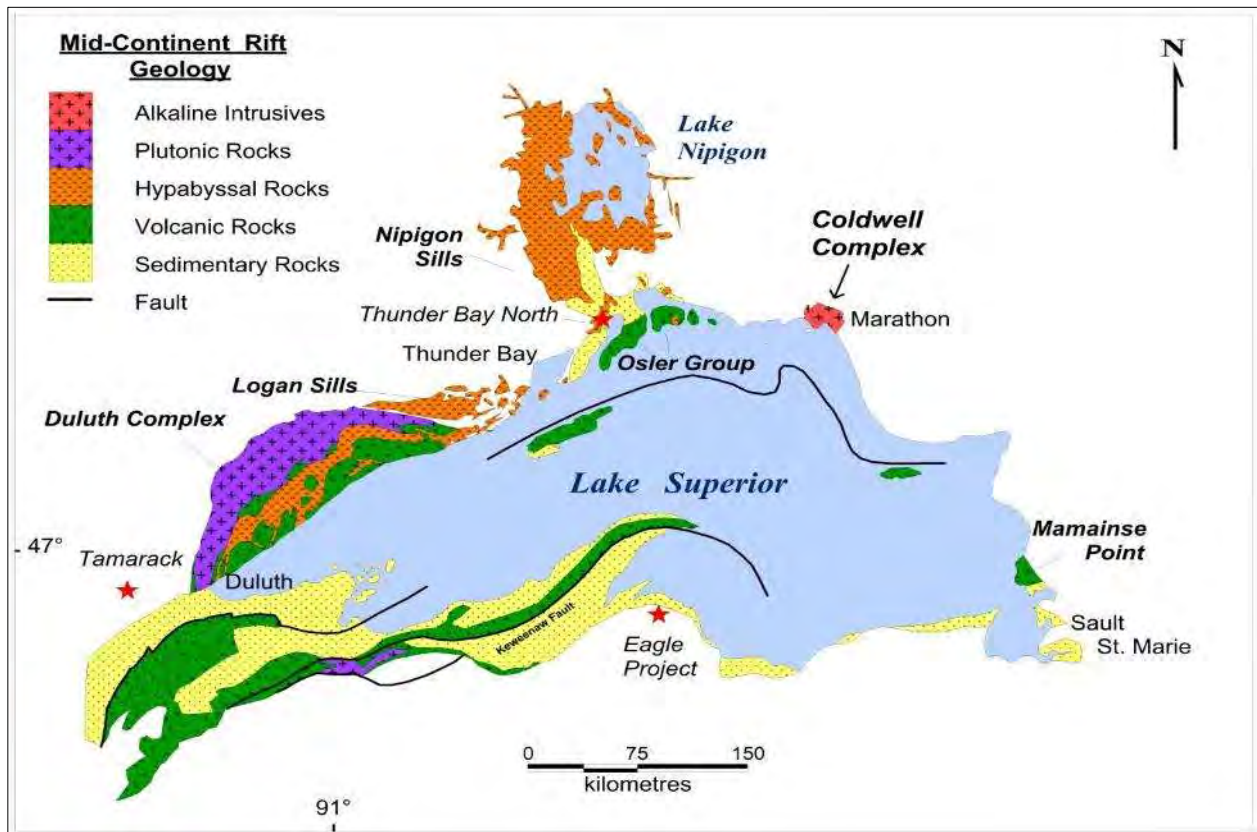 Mid-Continent Rift
Geology
Alkaline Intrusives
Plutonic Rocks
Hypabyssal Rocks
Volcanic Rocks
Sedimentary Rocks
Fault
N
Lake
Nipigon
Coldwell
Complex
Nipigon
Sills
Thunder Bay North
Marathon
Thunder Bay
Osler Group
Logan Sills
Duluth Complex
Lake Superior
47°
Mamainse
Point
Tamarack
Duluth
Keweenaw Fault
Sault
St. Marie
Eagle
Project
0 75 150
kilometres
91°